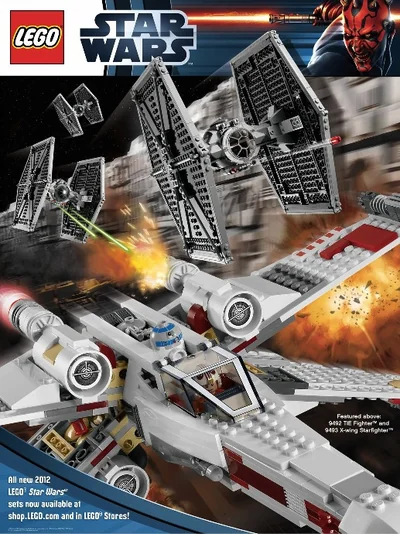 LEGO
STAR
WARS
Featured above:
9492 TIE Fighter™ and
9493 X-wing Starfighter™
All new 2012
LEGO® Star Wars™
sets now available at
shop.LEGO.com and in LEGO® Stores!